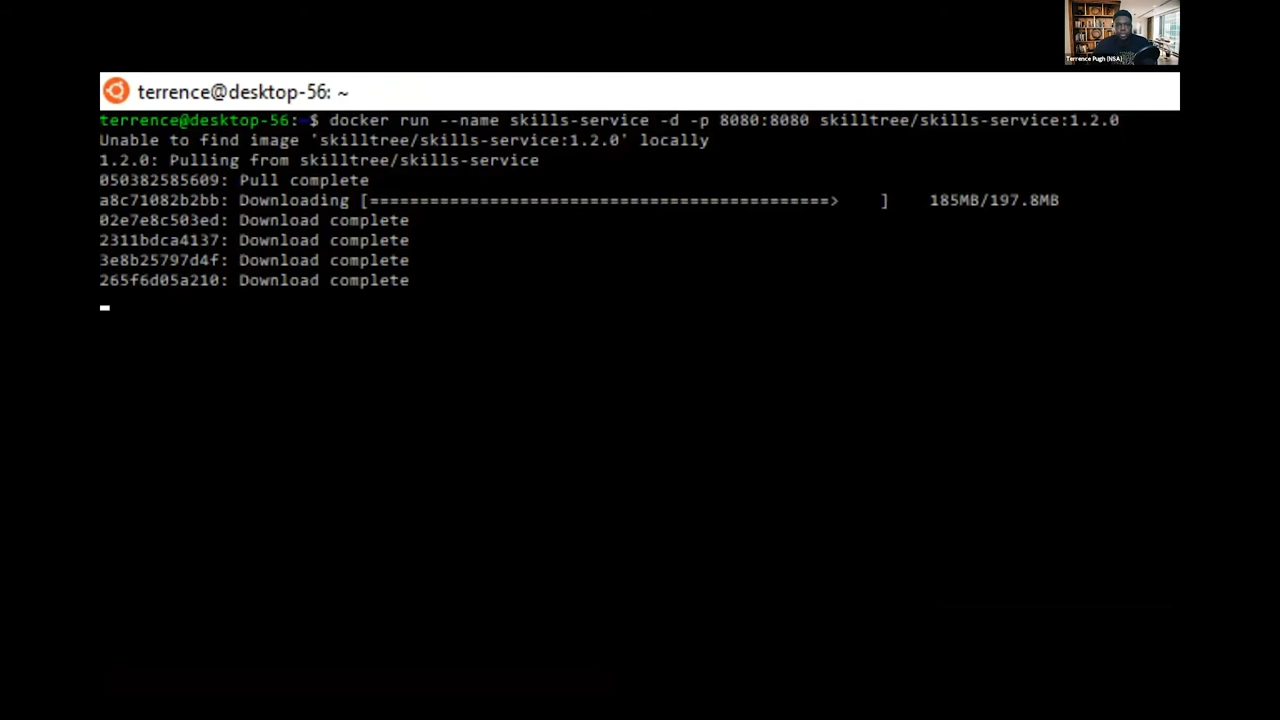 Terrence Pugh (NSA)
terrence@desktop-56: ~
terrence@desktop-56:~$ docker run --name skills-service -d -p 8080:8080 skilltree/skills-service:1.2.0
Unable to find image 'skilltree/skills-service:1.2.0' locally
1.2.0: Pulling from skilltree/skills-service
050382585609: Pull complete
a8c71082b2bb: Downloading [==============================================>    ]    185MB/197.8MB
02e7e8c503ed: Download complete
2311bdca4137: Download complete
3e8b25797d4f: Download complete
265f6d05a210: Download complete